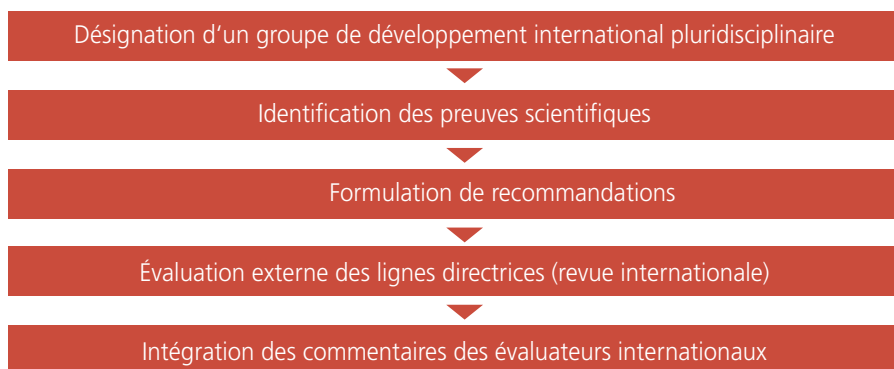 Désignation d‘un groupe de développement international pluridisciplinaire
Identification des preuves scientifiques
Formulation de recommandations
Évaluation externe des lignes directrices (revue internationale)
Intégration des commentaires des évaluateurs internationaux